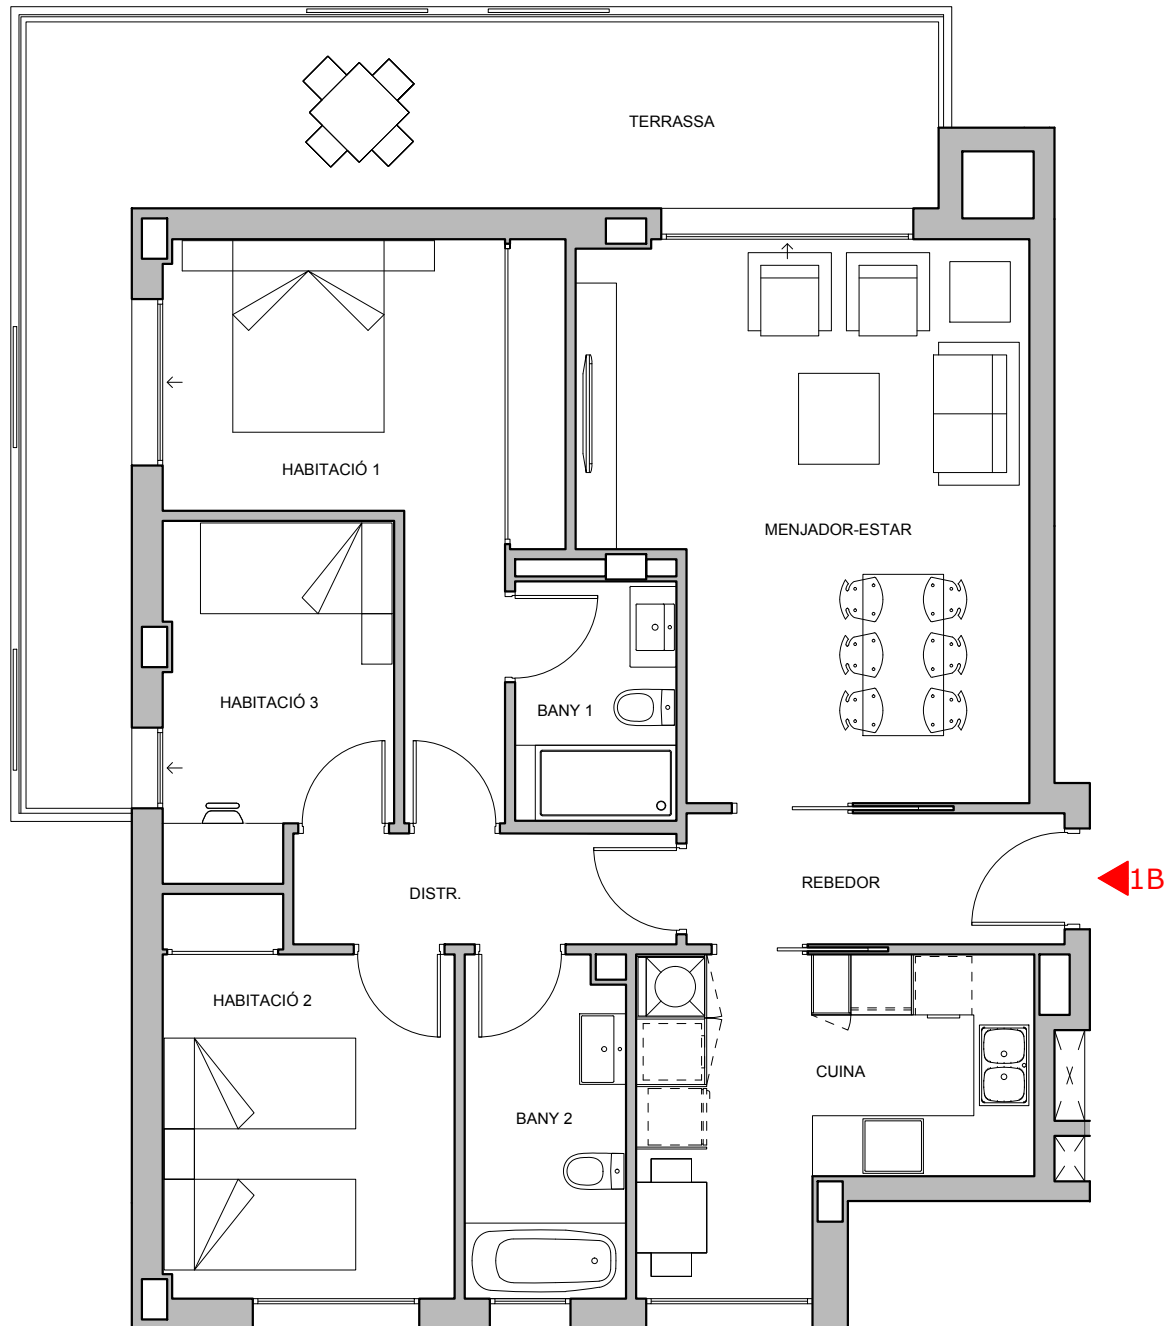 TERRASSA
HABITACIÓ 1
MENJADOR-ESTAR
HABITACIÓ 3
BANY 1
DISTR.
REBEDOR
1B
HABITACIÓ 2
CUINA
BANY 2